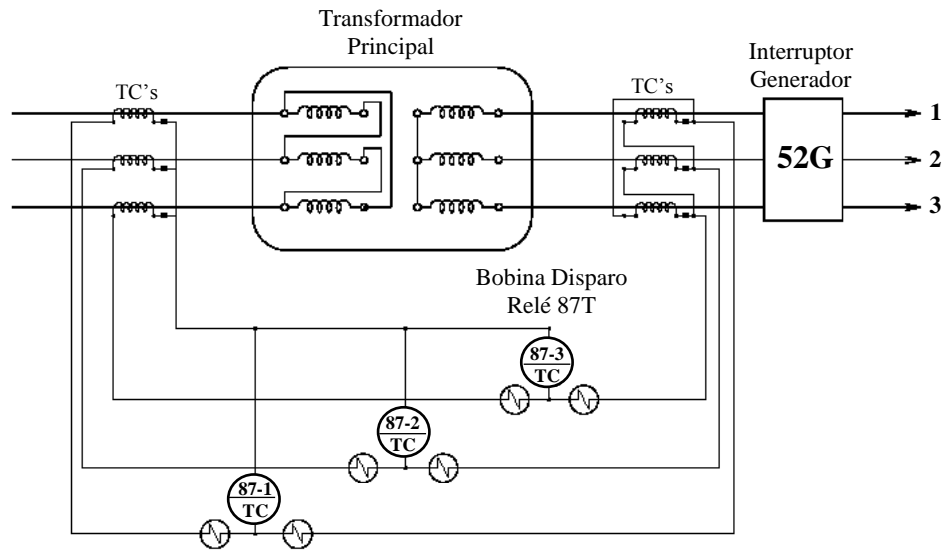 Transformador
Principal
Interruptor
Generador
TC's
TC's
1
52G
2
3
Bobina Disparo
Relé 87T
87-3
TC
87-2
TC
87-1
TC